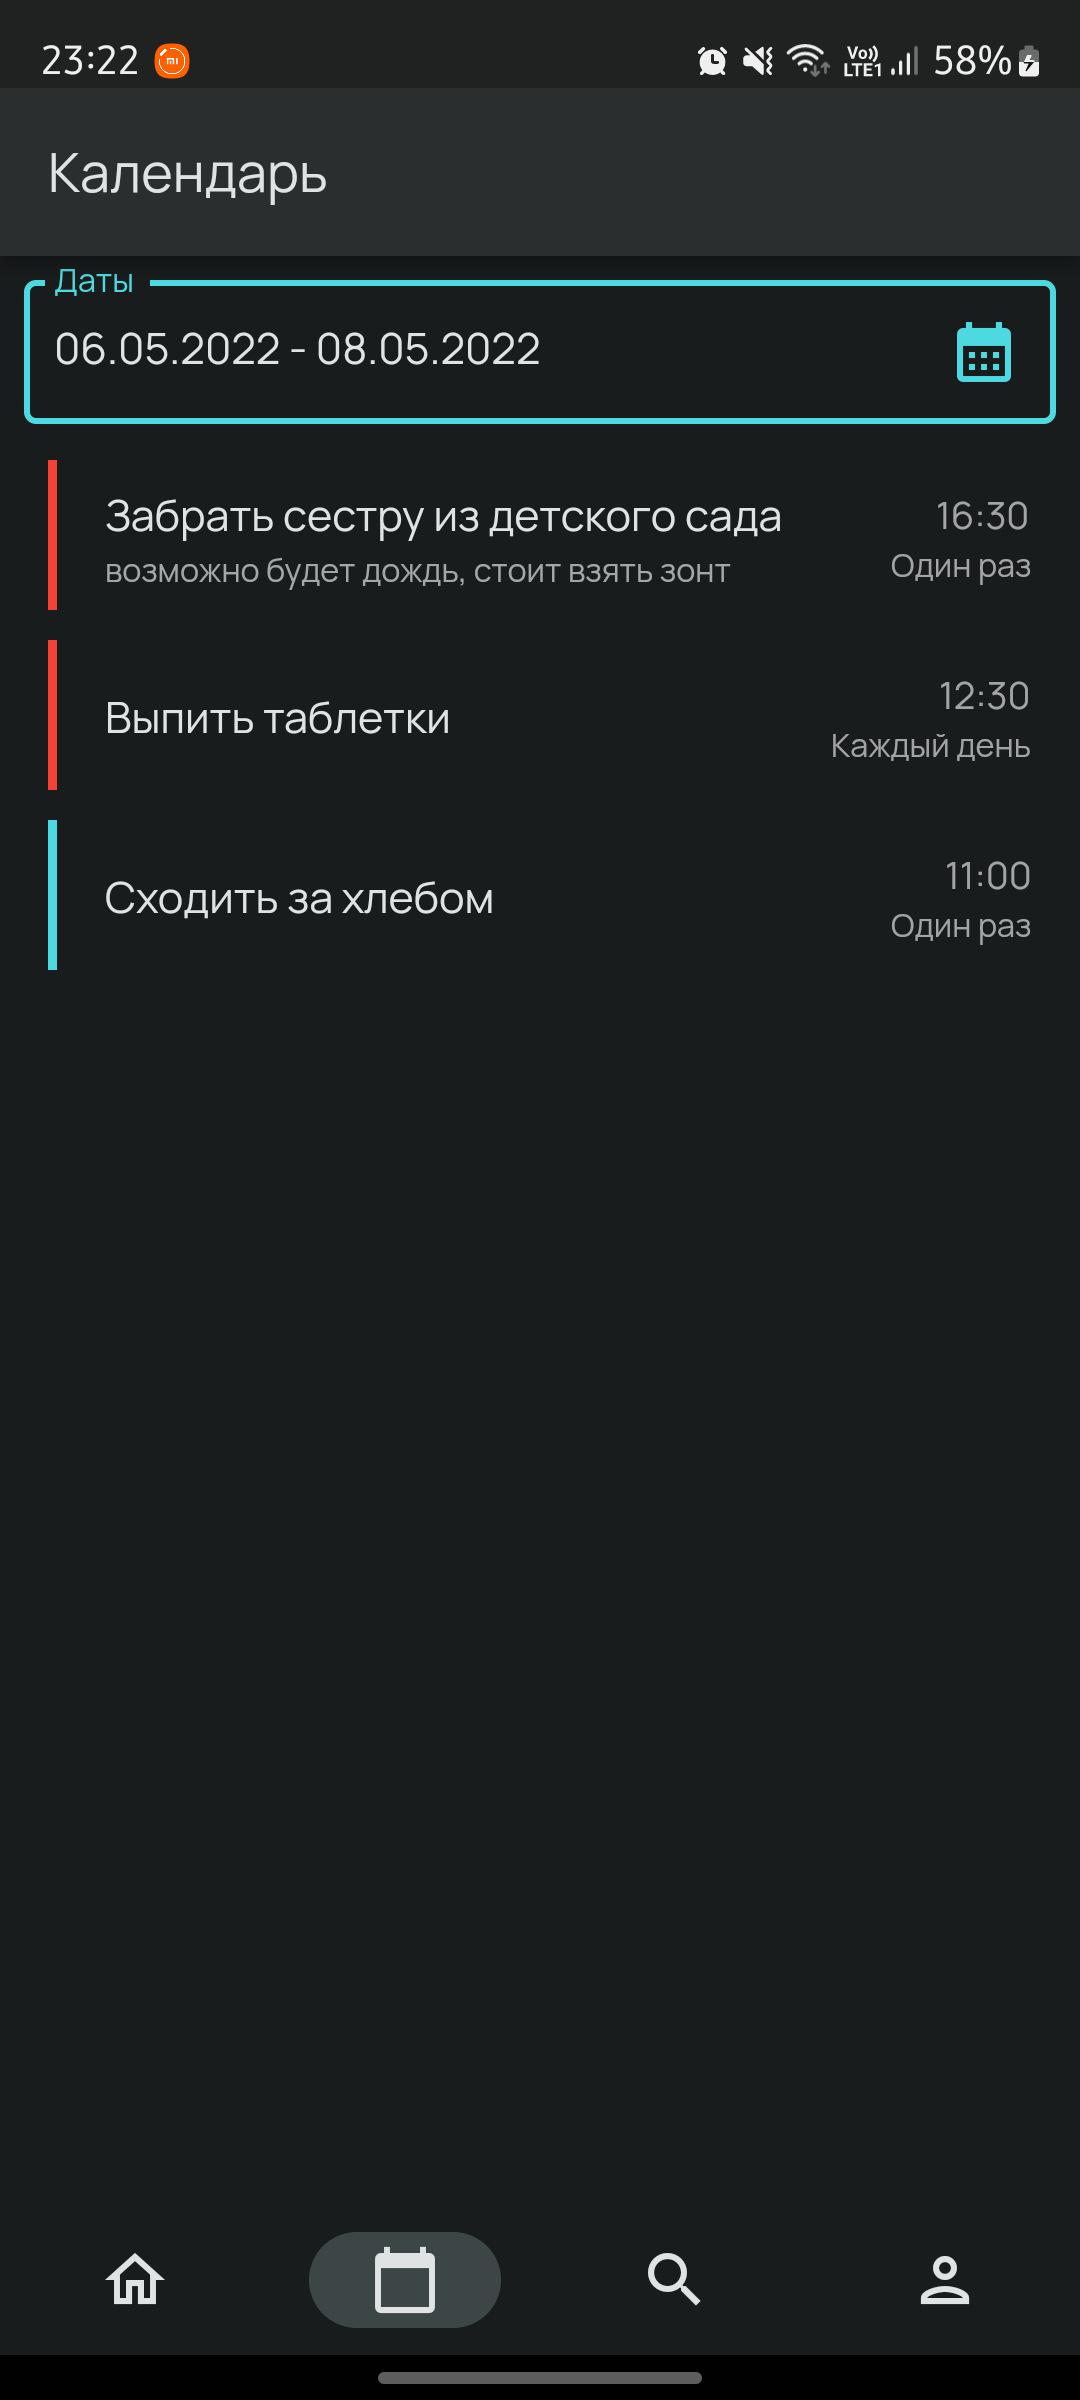 23:22
Vo)) LTE1 58%
Календарь
Даты
06.05.2022 - 08.05.2022
Забрать сестру из детского сада
16:30
возможно будет дождь, стоит взять зонт
Один раз
Выпить таблетки
12:30
Каждый день
Сходить за хлебом
11:00
Один раз